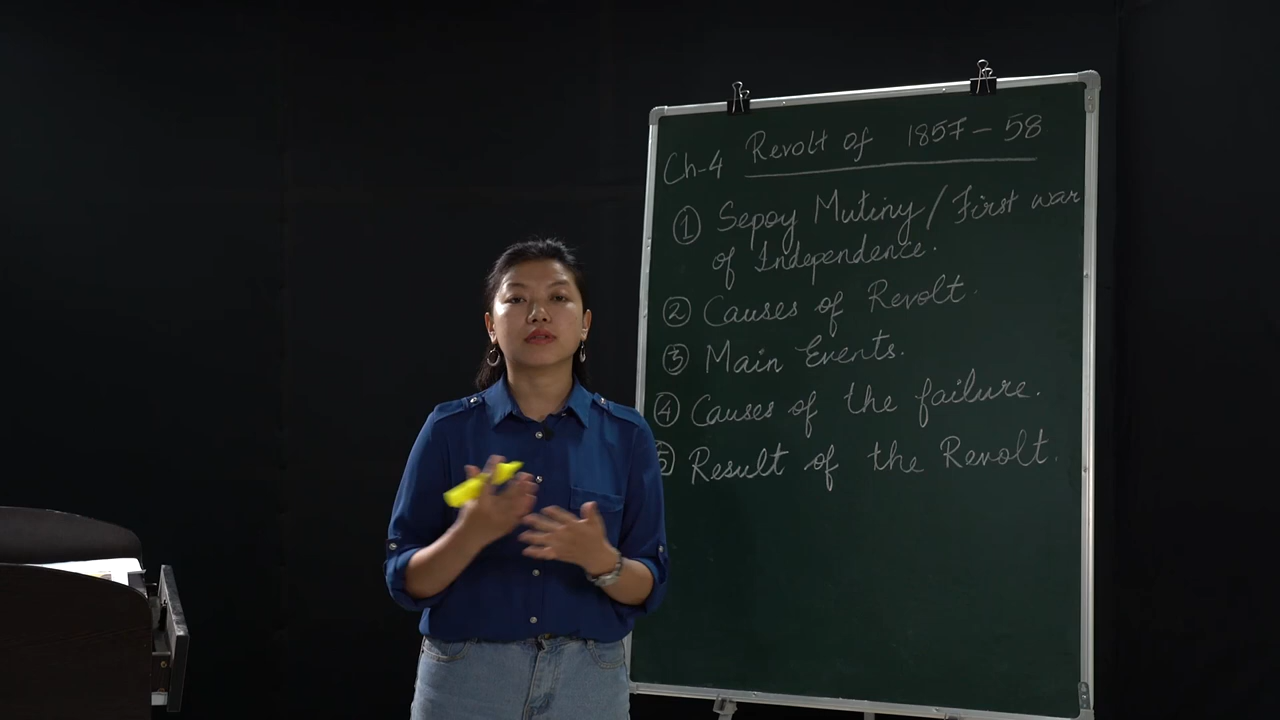 Ch-4 Revolt of 1857-58
① Sepoy Mutiny / First war
of Independence.
② Causes of Revolt.
③ Main Events.
④ Causes of the failure.
⑤ Result of the Revolt.